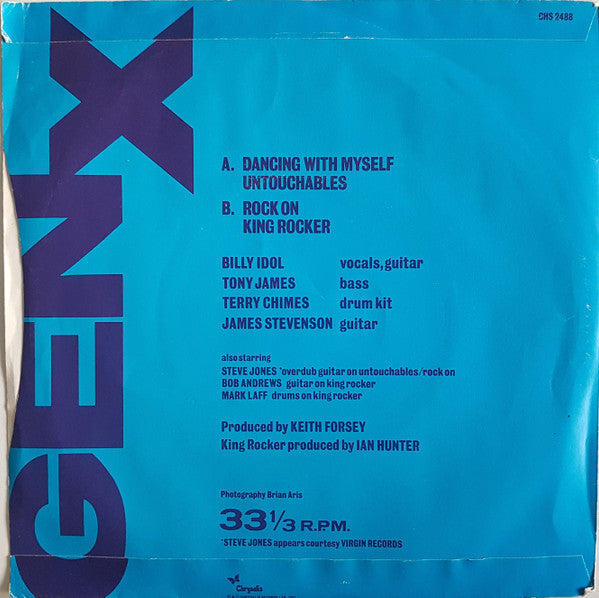 CHS 2488
GEN X
A. DANCING WITH MYSELF
UNTOUCHABLES
B. ROCK ON
KING ROCKER
BILLY IDOL vocals, guitar
TONY JAMES bass
TERRY CHIMES drum kit
JAMES STEVENSON guitar
also starring
STEVE JONES *overdub guitar on untouchables/rock on
BOB ANDREWS guitar on king rocker
MARK LAFF drums on king rocker
Produced by KEITH FORSEY
King Rocker produced by IAN HUNTER
Photography Brian Aris
33 1/3 R.P.M.
*STEVE JONES appears courtesy VIRGIN RECORDS
Chrysalis